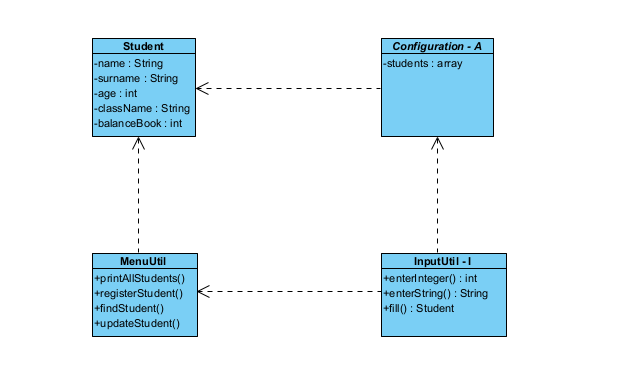 Student
-name : String
-surname : String
-age : int
-className : String
-balanceBook : int
Configuration - A
-students : array
MenuUtil
+printAllStudents()
+registerStudent()
+findStudent()
+updateStudent()
InputUtil - I
+enterInteger() : int
+enterString() : String
+fill() : Student